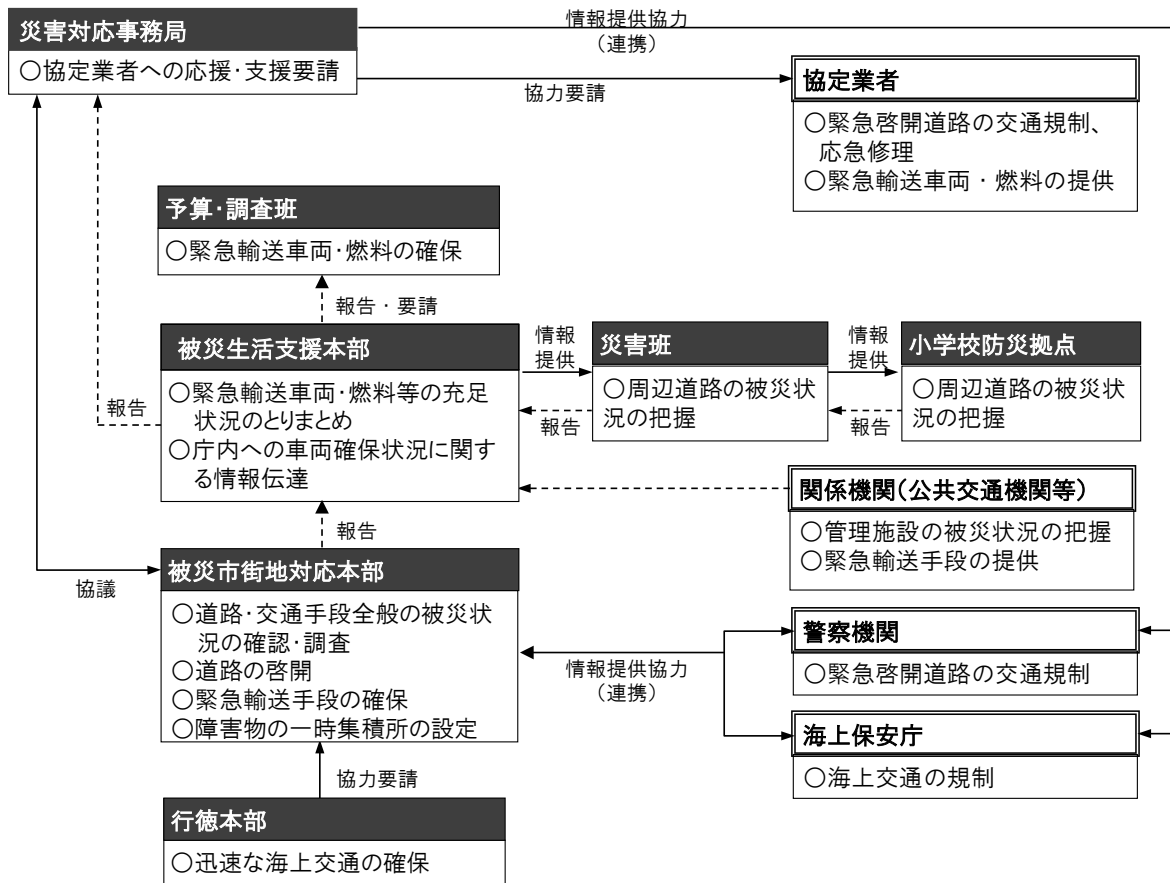 災害対応事務局
○協定業者への応援・支援要請
情報提供協力
（連携）
協力要請
協定業者
○緊急啓開道路の交通規制、
応急修理
○緊急輸送車両・燃料の提供
予算・調査班
○緊急輸送車両・燃料の確保
報告・要請
被災生活支援本部
○緊急輸送車両・燃料等の充足
状況のとりまとめ
○庁内への車両確保状況に関す
る情報伝達
報告
情報
提供
報告
災害班
○周辺道路の被災状
況の把握
情報
提供
報告
小学校防災拠点
○周辺道路の被災状
況の把握
関係機関（公共交通機関等）
○管理施設の被災状況の把握
○緊急輸送手段の提供
報告
協議
被災市街地対応本部
○道路・交通手段全般の被災状
況の確認・調査
○道路の啓開
○緊急輸送手段の確保
○障害物の一時集積所の設定
情報提供協力
（連携）
警察機関
○緊急啓開道路の交通規制
海上保安庁
○海上交通の規制
協力要請
行徳本部
○迅速な海上交通の確保